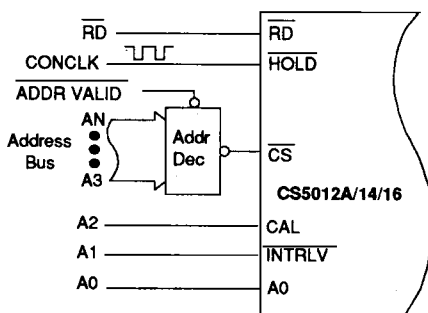 RD RD
CONCLK HOLD
ADDR VALID
AN
Address Bus
Addr Dec
CS
A3
CS5012A/14/16
A2 CAL
A1 INTRLV
A0 A0